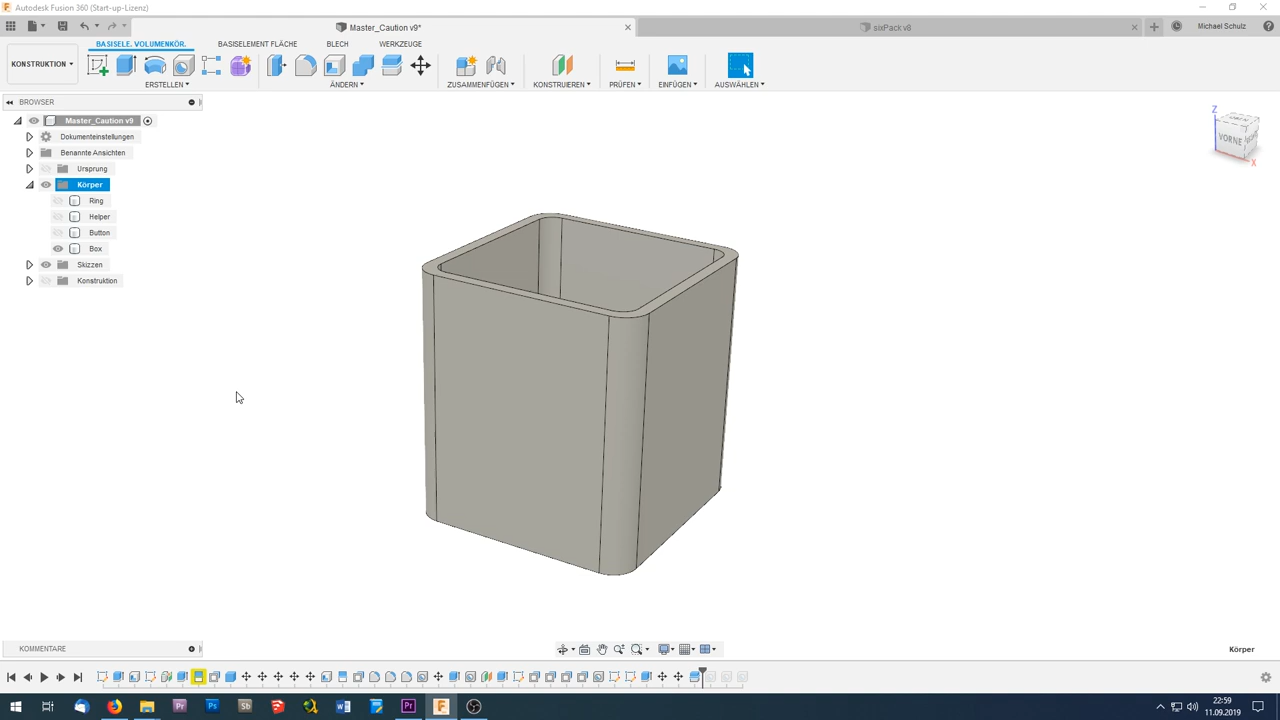 Autodesk Fusion 360 (Start-up-Lizenz)
Master_Caution v9*
sixPack v8
Michael Schulz
KONSTRUKTION
BASISELE. VOLUMENKÖR.
BASISELEMENT FLÄCHE
BLECH
WERKZEUGE
ERSTELLEN
ÄNDERN
ZUSAMMENFÜGEN
KONSTRUIEREN
PRÜFEN
EINFÜGEN
AUSWÄHLEN
BROWSER
Master_Caution v9
Dokumenteinstellungen
Benannte Ansichten
Ursprung
Körper
Ring
Helper
Button
Box
Skizzen
Konstruktion
Z
VORNE
X
KOMMENTARE
Körper
22:59
11.09.2019